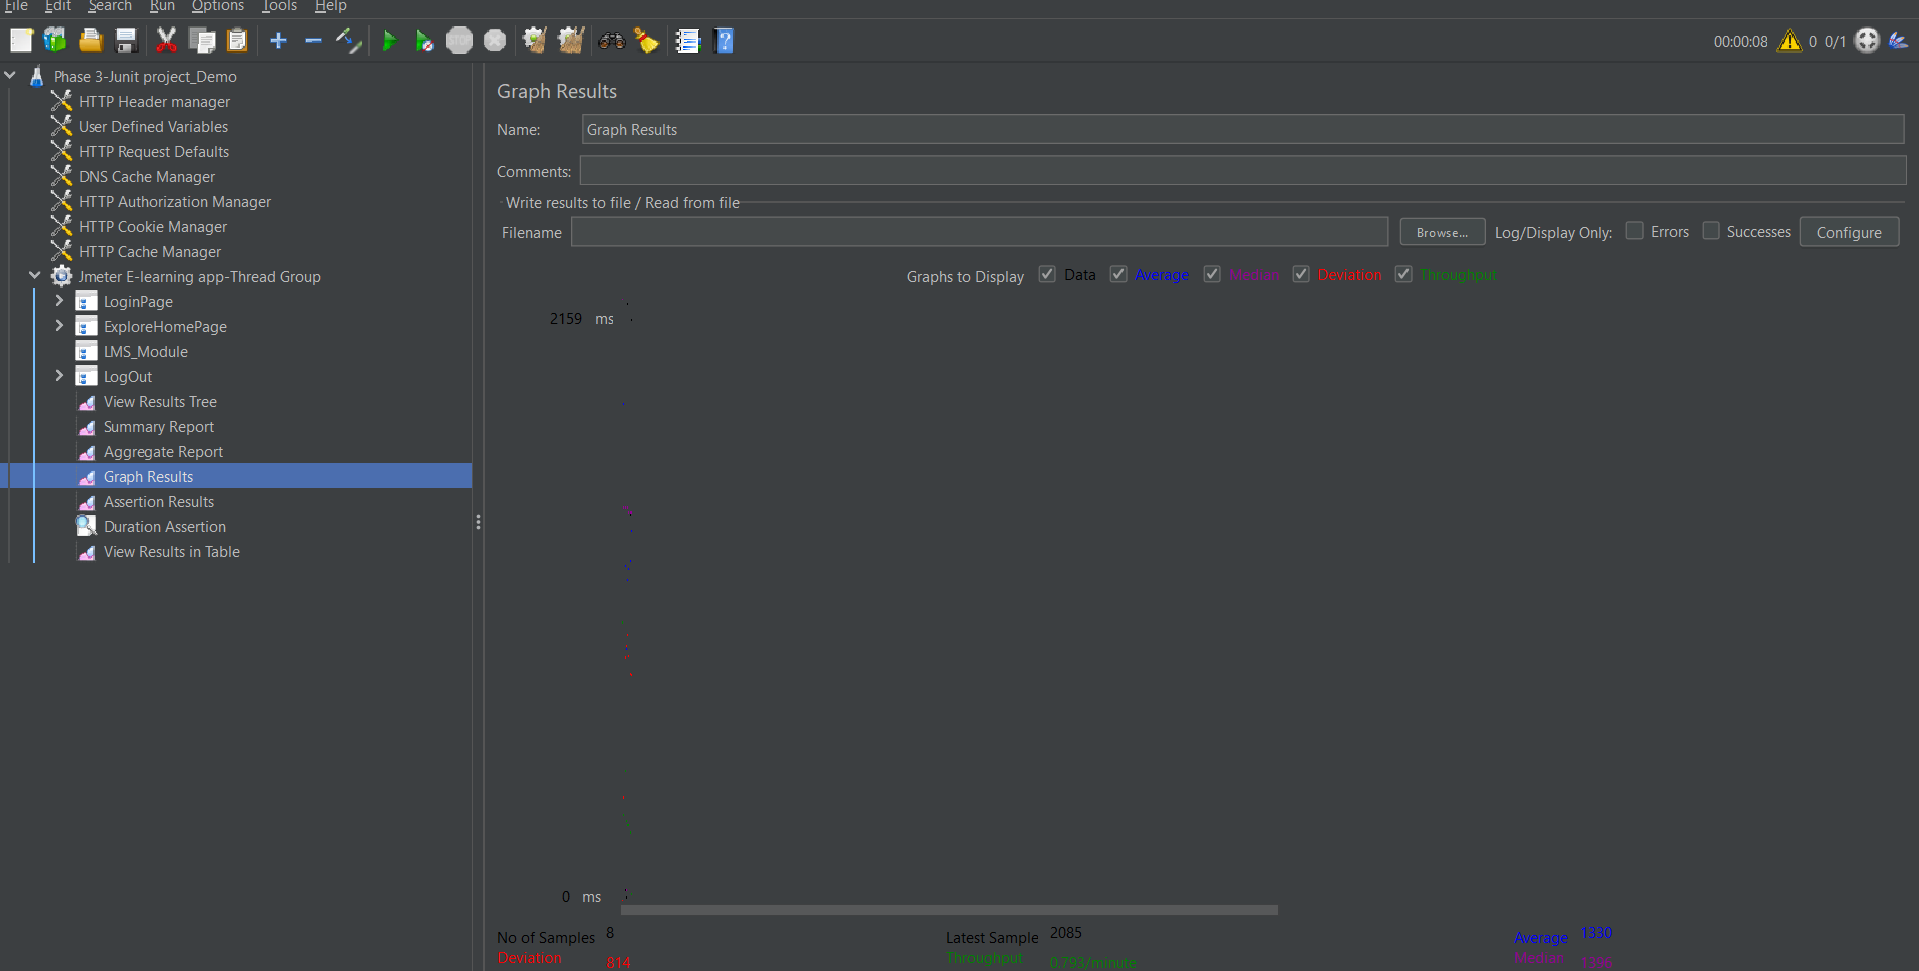 File Edit Search Run Options Tools Help
STOP
00:00:08 0 0/1
Phase 3-Junit project_Demo
HTTP Header manager
User Defined Variables
HTTP Request Defaults
DNS Cache Manager
HTTP Authorization Manager
HTTP Cookie Manager
HTTP Cache Manager
Jmeter E-learning app-Thread Group
LoginPage
ExploreHomePage
LMS_Module
LogOut
View Results Tree
Summary Report
Aggregate Report
Graph Results
Assertion Results
Duration Assertion
View Results in Table
Graph Results
Name: Graph Results
Comments:
Write results to file / Read from file
Filename Browse... Log/Display Only: Errors Successes Configure
Graphs to Display Data Average Median Deviation Throughput
2159 ms
0 ms
No of Samples 8 Latest Sample 2085 Average 1330
Deviation 814 Throughput 0.793/minute Median